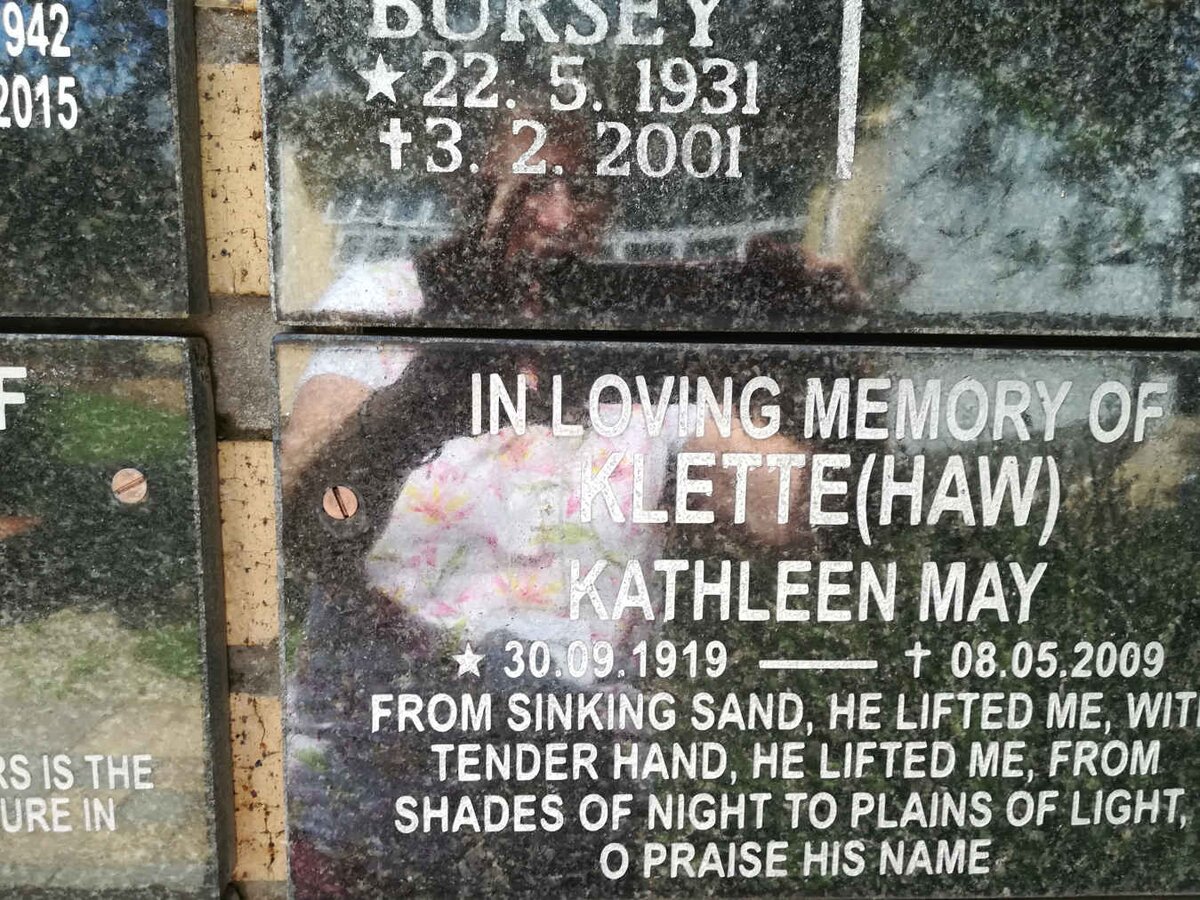 942
2015
BURSEY
★ 22. 5. 1931
✝ 3. 2. 2001
F
RS IS THE
URE IN
IN LOVING MEMORY OF
KLETTE(HAW)
KATHLEEN MAY
★ 30.09.1919 — ✝ 08.05.2009
FROM SINKING SAND, HE LIFTED ME, WIT
TENDER HAND, HE LIFTED ME, FROM
SHADES OF NIGHT TO PLAINS OF LIGHT,
O PRAISE HIS NAME